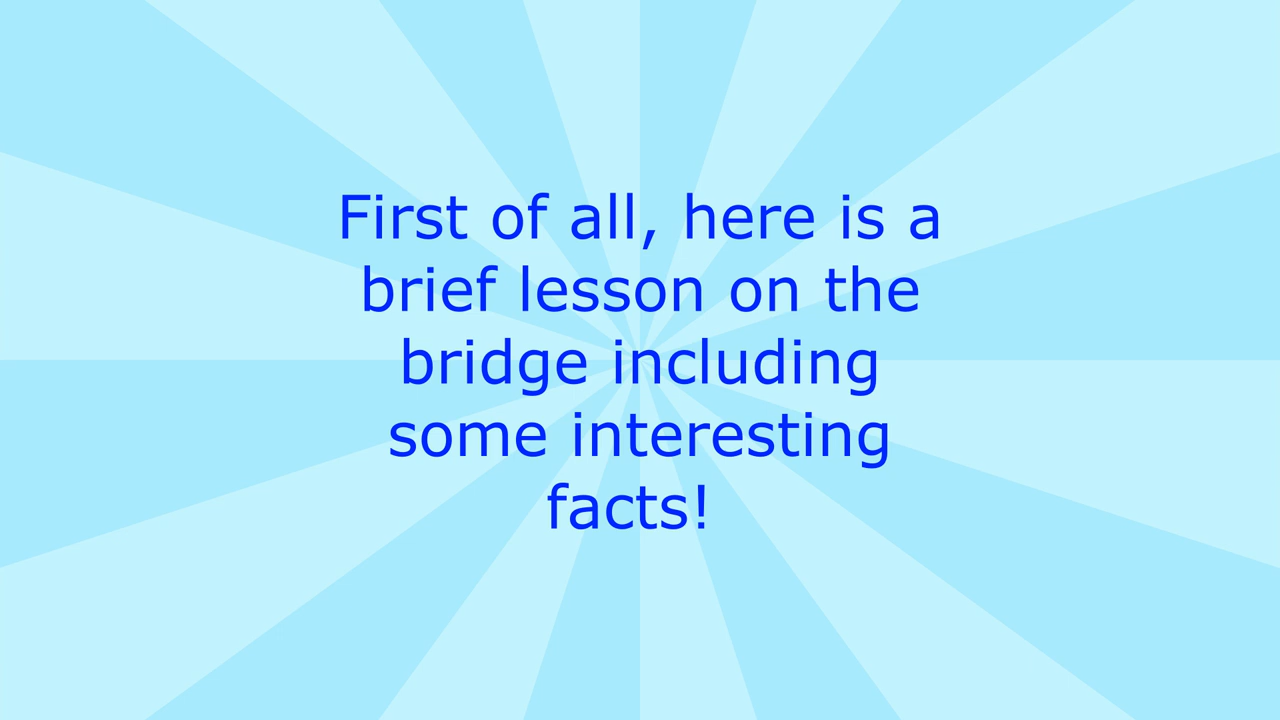 First of all, here is a
brief lesson on the
bridge including
some interesting
facts!